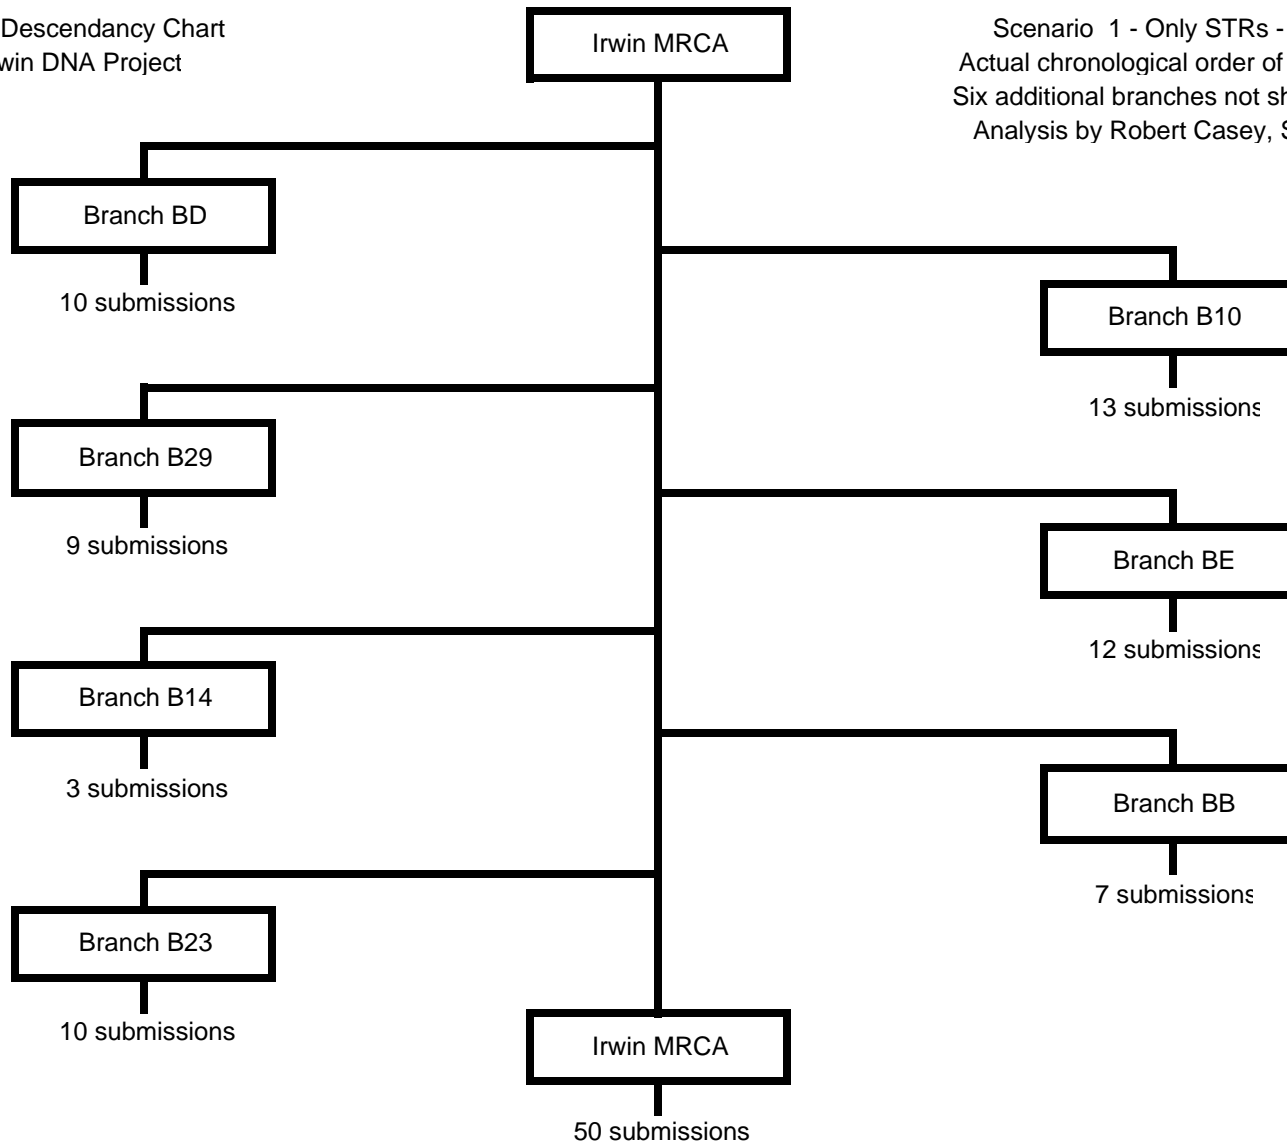 Descendancy Chart
win DNA Project
Irwin MRCA
Scenario 1 - Only STRs -
Actual chronological order of
Six additional branches not
Analysis by Robert Casey,
Branch BD
10 submissions
Branch B10
13 submissions
Branch B29
9 submissions
Branch BE
12 submissions
Branch B14
3 submissions
Branch BB
7 submissions
Branch B23
10 submissions
Irwin MRCA
50 submissions